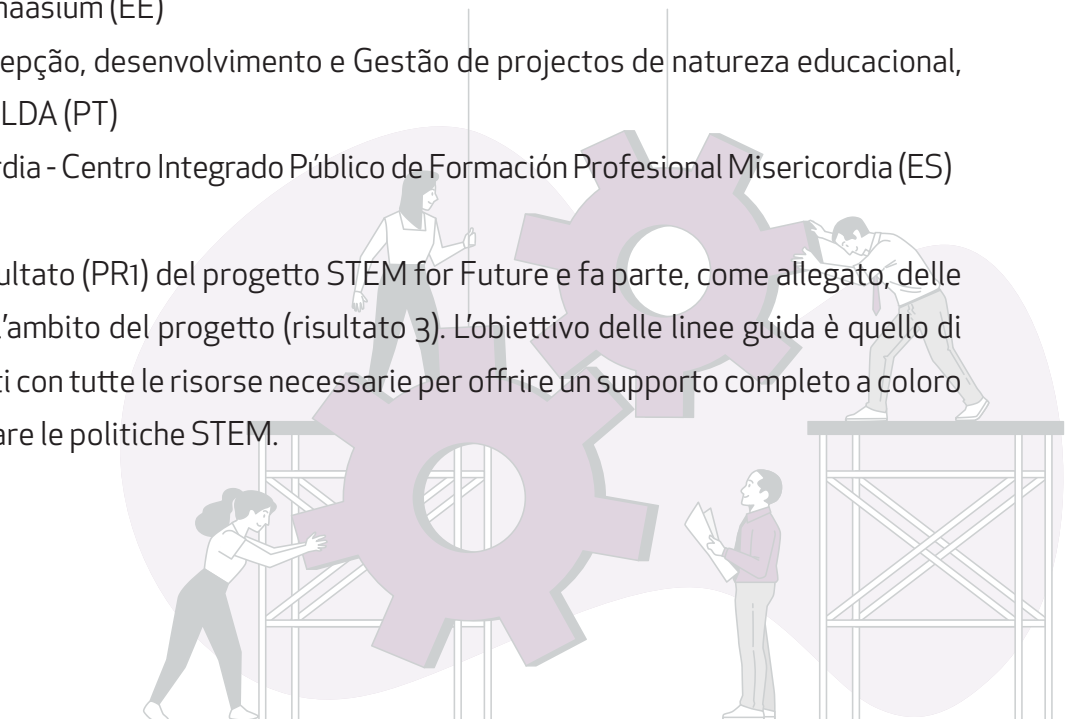 naasium (EE)
epção, desenvolvimento e Gestão de projectos de natureza educacional,
LDA (PT)
rdia - Centro Integrado Público de Formación Profesional Misericordia (ES)
sultato (PR1) del progetto STEM for Future e fa parte, come allegato, delle
l'ambito del progetto (risultato 3). L'obiettivo delle linee guida è quello di
ti con tutte le risorse necessarie per offrire un supporto completo a coloro
are le politiche STEM.